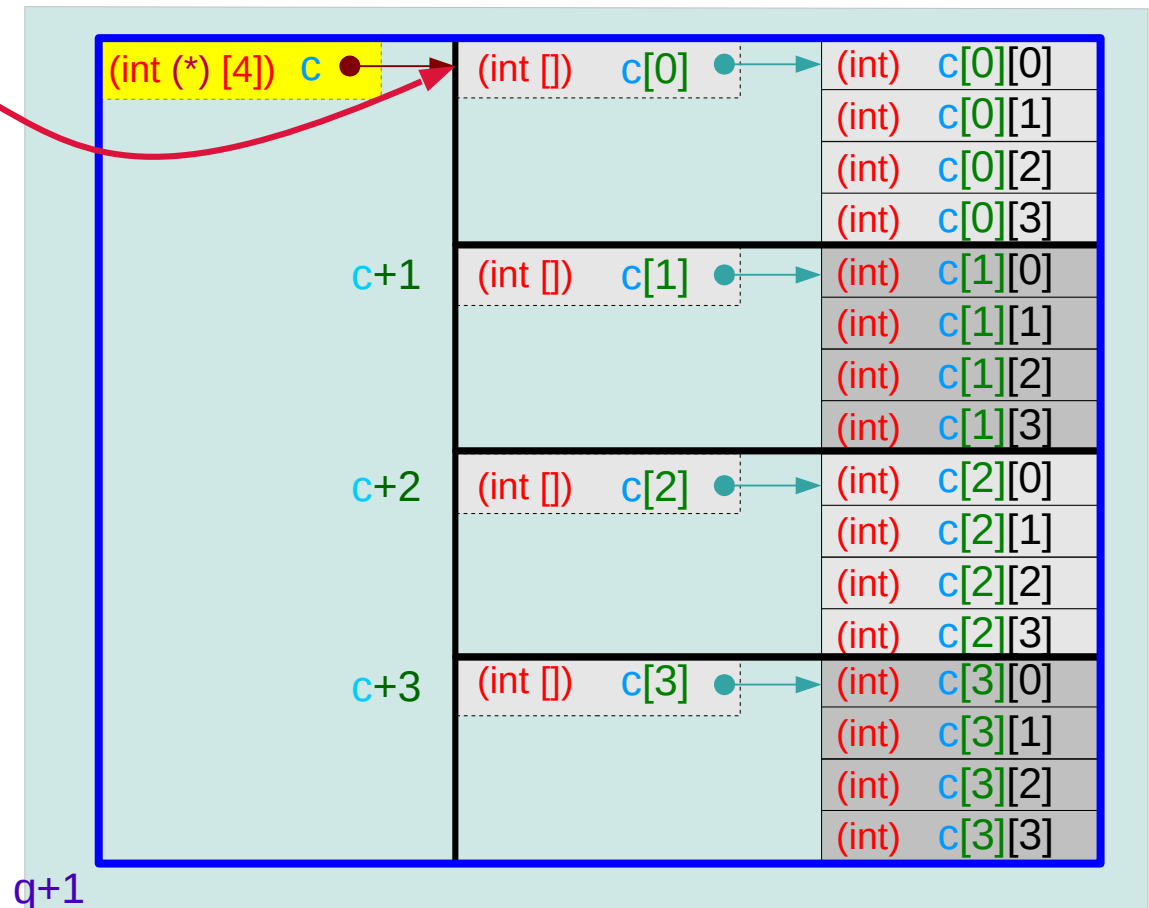 (int (*) [4]) c (int []) c[0] (int) c[0][0]
(int) c[0][1]
(int) c[0][2]
(int) c[0][3]
c+1 (int []) c[1] (int) c[1][0]
(int) c[1][1]
(int) c[1][2]
(int) c[1][3]
c+2 (int []) c[2] (int) c[2][0]
(int) c[2][1]
(int) c[2][2]
(int) c[2][3]
c+3 (int []) c[3] (int) c[3][0]
(int) c[3][1]
(int) c[3][2]
(int) c[3][3]
q+1